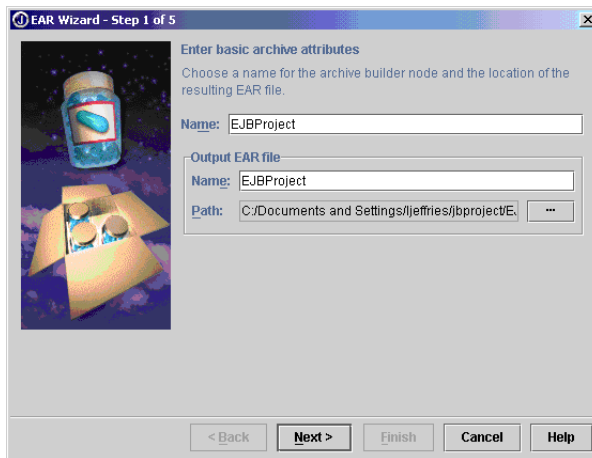 EAR Wizard - Step 1 of 5
Enter basic archive attributes
Choose a name for the archive builder node and the location of the
resulting EAR file.
Name: EJBProject
Output EAR file
Name: EJBProject
Path: C:/Documents and Settings/ljeffries/jbproject/E. ...
< Back Next > Finish Cancel Help